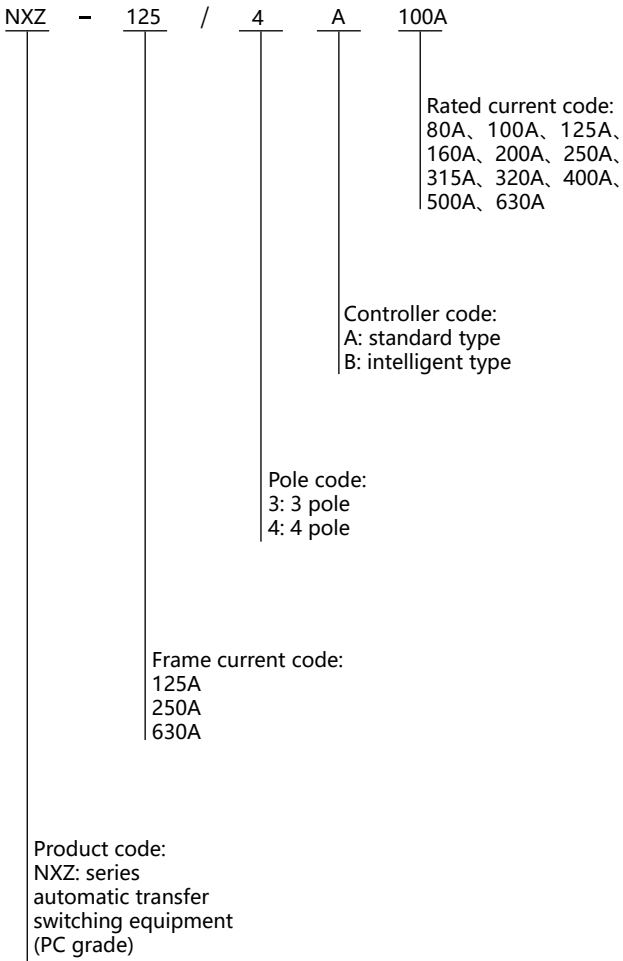 NXZ – 125 / 4 A 100A
Rated current code:
80A、100A、125A、
160A、200A、250A、
315A、320A、400A、
500A、630A
Controller code:
A: standard type
B: intelligent type
Pole code:
3: 3 pole
4: 4 pole
Frame current code:
125A
250A
630A
Product code:
NXZ: series
automatic transfer
switching equipment
(PC grade)